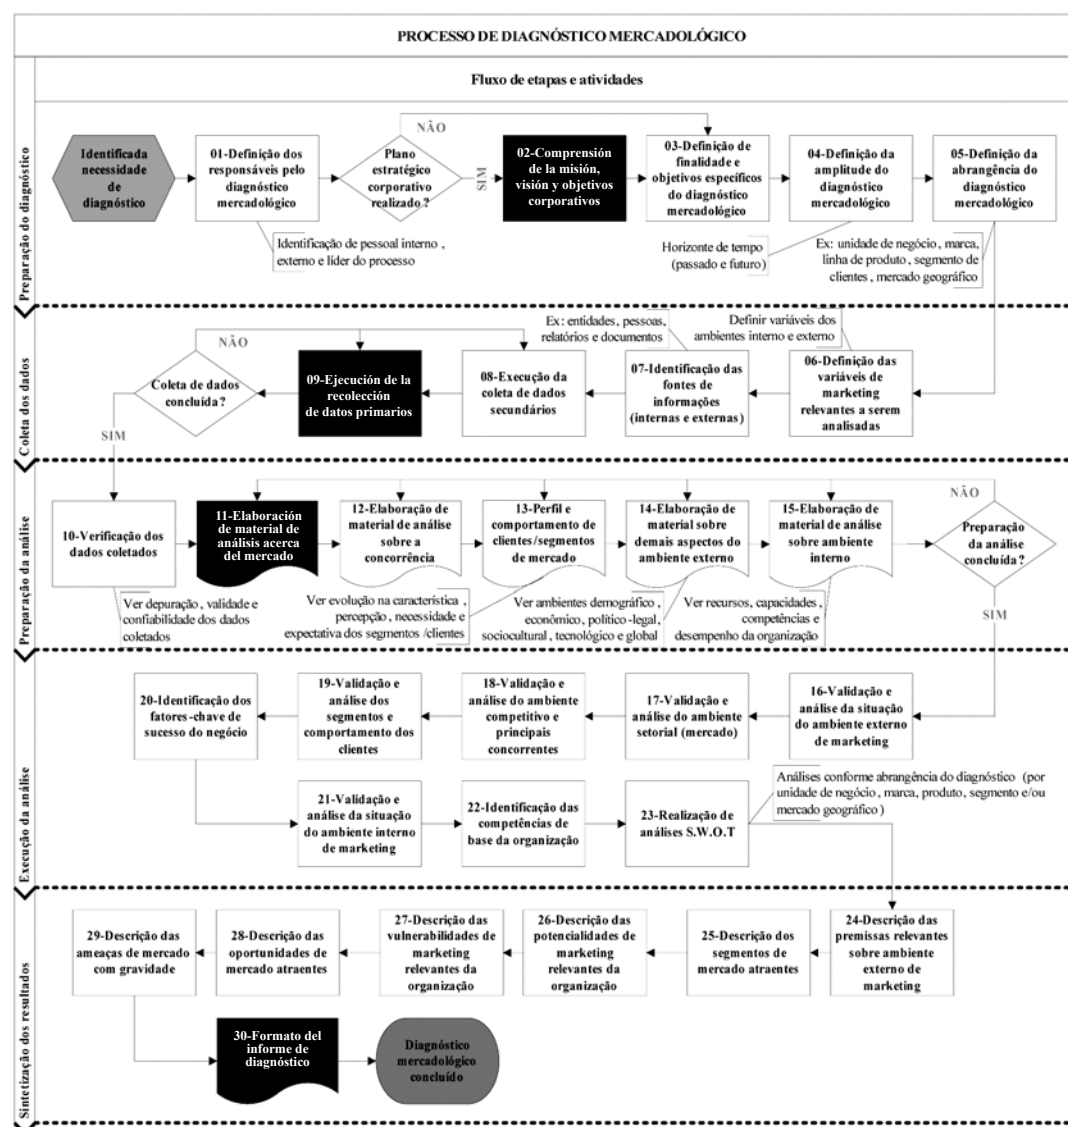 PROCESSO DE DIAGNÓSTICO MERCADOLÓGICO
Fluxo de etapas e atividades
Preparação do diagnóstico
Identificada
necessidade
de
diagnóstico
01-Definição dos
responsáveis pelo
diagnóstico
mercadológico
Identificação de pessoal interno ,
externo e líder do processo
Plano
estratégico
corporativo
realizado ?
NÃO
SIM
02-Comprensión
de la misión,
visión y objetivos
corporativos
03-Definição de
finalidade e
objetivos específicos
do diagnóstico
mercadológico
04-Definição da
amplitude do
diagnóstico
mercadológico
Horizonte de tempo
(passado e futuro)
05-Definição da
abrangência do
diagnóstico
mercadológico
Ex: unidade de negócio, marca,
linha de produto, segmento de
clientes, mercado geográfico
Coleta dos dados
06-Definição das
variáveis de
marketing
relevantes a serem
analisadas
Definir variáveis dos
ambientes interno e externo
07-Identificação das
fontes de
informações
(internas e externas)
Ex: entidades, pessoas,
relatórios e documentos
08-Execução da
coleta de dados
secundários
09-Ejecución de la
recolección
de datos primarios
Coleta de dados
concluída ?
NÃO
SIM
Preparação da análise
10-Verificação dos
dados coletados
Ver depuração, validade e
confiabilidade dos dados
coletados
11-Elaboración
de material de
análisis acerca
del mercado
12-Elaboração de
material de análise
sobre a
concorrência
13-Perfil e
comportamento de
clientes/segmentos
de mercado
Ver evolução na característica ,
percepção, necessidade e
expectativa dos segmentos /clientes
14-Elaboração de
material sobre
demais aspectos do
ambiente externo
Ver ambientes demográfico ,
econômico, político -legal,
sociocultural, tecnológico e global
15-Elaboração de
material de análise
sobre ambiente
interno
Ver recursos, capacidades,
competências e
desempenho da organização
Preparação
da análise
concluída ?
NÃO
SIM
Execução da análise
16-Validação e
análise da situação
do ambiente externo
de marketing
17-Validação e
análise do ambiente
setorial (mercado)
18-Validação e
análise do ambiente
competitivo e
principais
concorrentes
19-Validação e
análise dos
segmentos e
comportamento dos
clientes
20-Identificação dos
fatores-chave de
sucesso do negócio
21-Validação e
análise da situação
do ambiente interno
de marketing
22-Identificação das
competências de
base da organização
23-Realização de
análises S.W.O.T
Análises conforme abrangência do diagnóstico (por
unidade de negócio, marca, produto, segmento e/ou
mercado geográfico)
Sintetização dos resultados
24-Descrição das
premissas relevantes
sobre ambiente
externo de
marketing
25-Descrição dos
segmentos de
mercado atraentes
26-Descrição das
potencialidades de
marketing
relevantes da
organização
27-Descrição das
vulnerabilidades de
marketing
relevantes da
organização
28-Descrição das
oportunidades de
mercado atraentes
29-Descrição das
ameaças de mercado
com gravidade
30-Formato del
informe de
diagnóstico
Diagnóstico
mercadológico
concluído